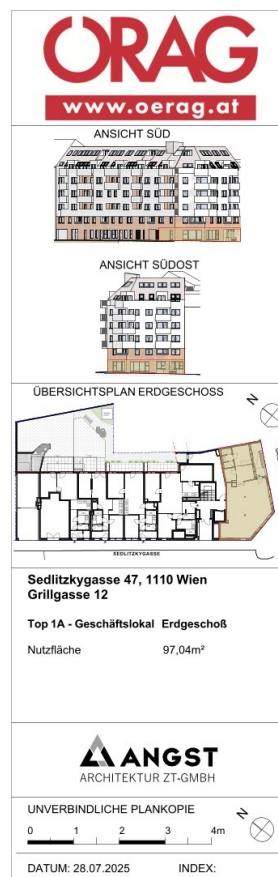 ÖRAG
www.oerag.at
ANSICHT SÜD
ANSICHT SÜDOST
ÜBERSICHTSPLAN ERDGESCHOSS
N
SEDLITZKYGASSE
Sedlitzkygasse 47, 1110 Wien
Grillgasse 12
Top 1A - Geschäftslokal Erdgeschoß
Nutzfläche 97,04m²
ANGST
ARCHITEKTUR ZT-GMBH
UNVERBINDLICHE PLANKOPIE
N
0 1 2 3 4m
DATUM: 28.07.2025 INDEX: